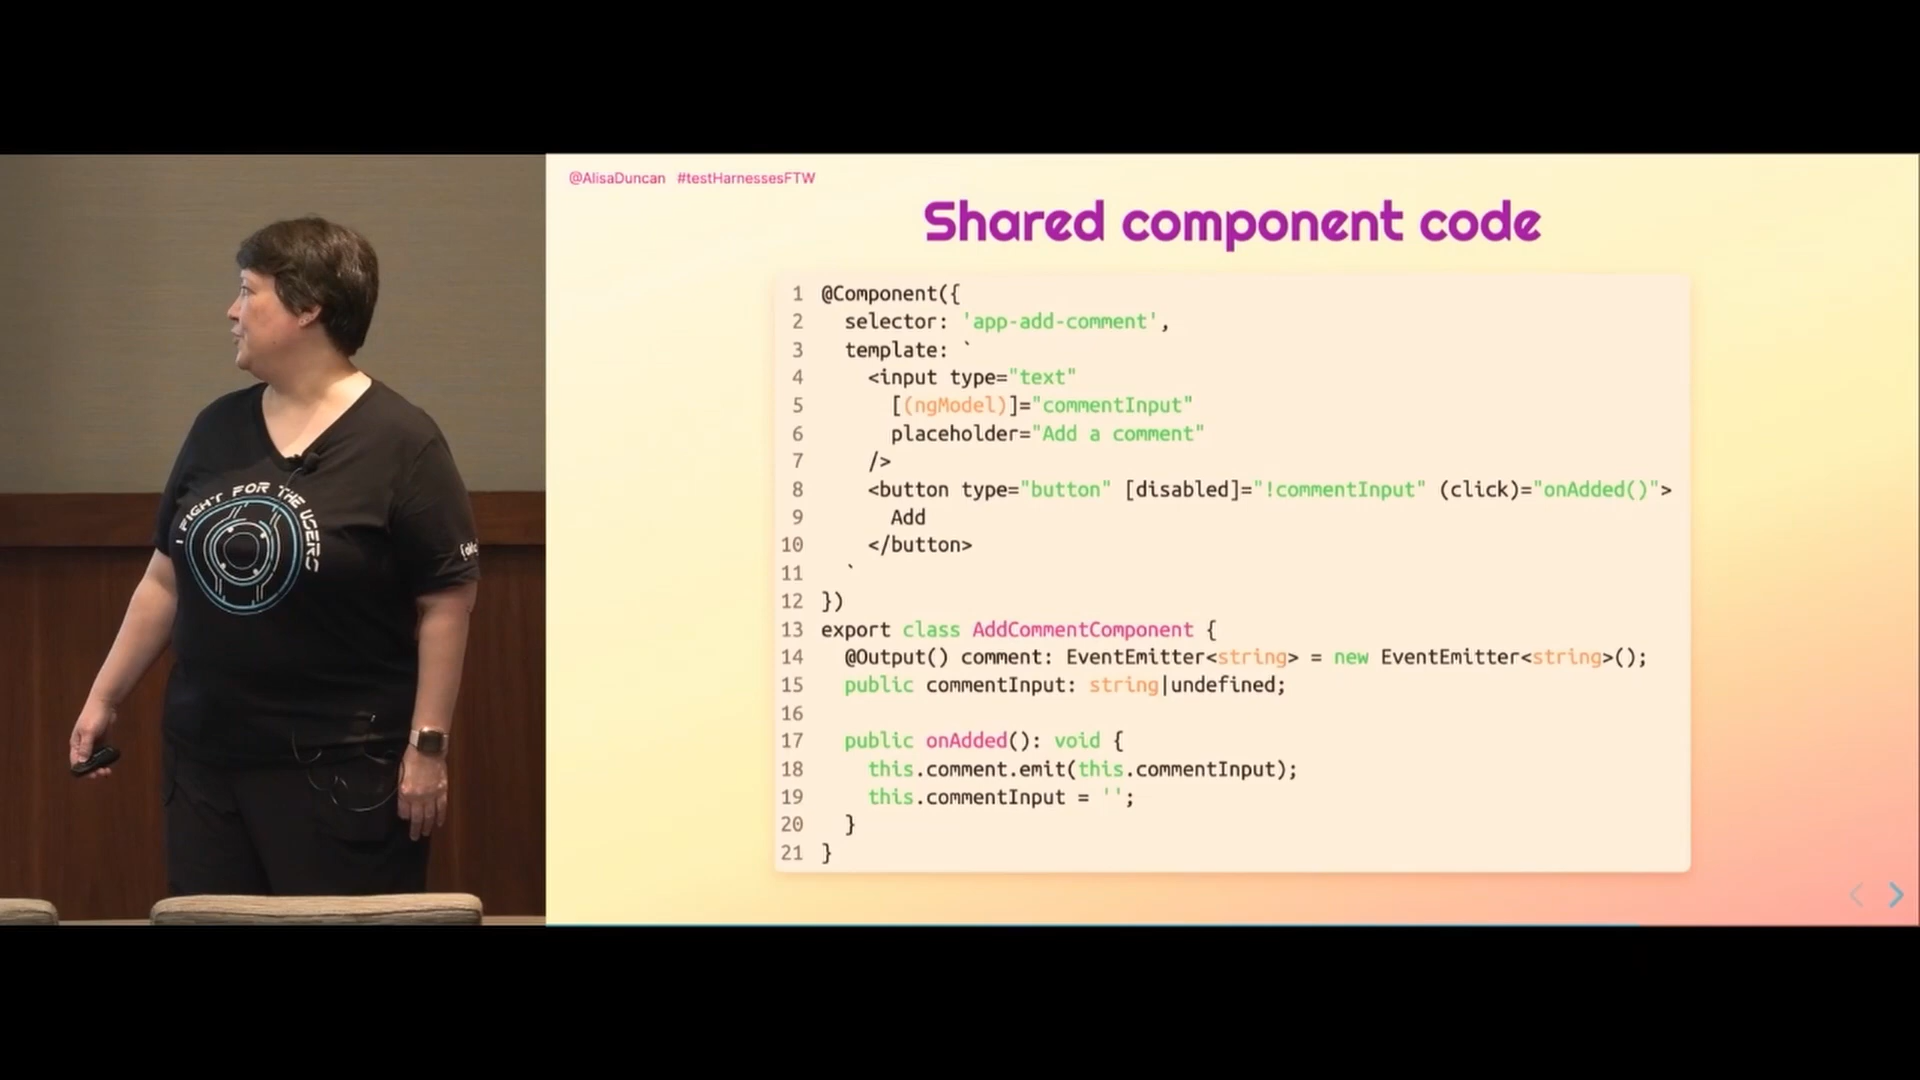 @AlisaDuncan #testHarnessesFTW
Shared component code
1 @Component({
2   selector: 'app-add-comment',
3   template: `
4     <input type="text"
5       [(ngModel)]="commentInput"
6       placeholder="Add a comment"
7     />
8     <button type="button" [disabled]="!commentInput" (click)="onAdded()">
9       Add
10     </button>
11   `
12 })
13 export class AddCommentComponent {
14   @Output() comment: EventEmitter<string> = new EventEmitter<string>();
15   public commentInput: string|undefined;
16
17   public onAdded(): void {
18     this.comment.emit(this.commentInput);
19     this.commentInput = '';
20   }
21 }
I FIGHT FOR THE USERS